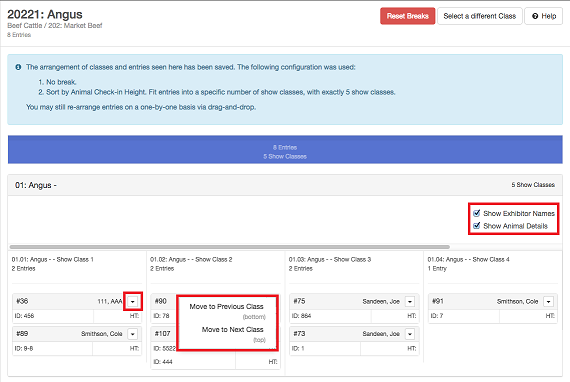 20221: Angus
Beef Cattle / 202: Market Beef
8 Entries
Reset Breaks
Select a different Class
Help
The arrangement of classes and entries seen here has been saved. The following configuration was used:
1. No break.
2. Sort by Animal Check-in Height. Fit entries into a specific number of show classes, with exactly 5 show classes.
You may still re-arrange entries on a one-by-one basis via drag-and-drop.
8 Entries
5 Show Classes
01: Angus -
5 Show Classes
Show Exhibitor Names
Show Animal Details
01.01: Angus - - Show Class 1
2 Entries
#36 111, AAA
ID: 456 HT:
#89 Smithson, Cole
ID: 9-8 HT:
01.02: Angus - - Show Class 2
2 Entries
#90
ID: 78
#107
ID: 5522
ID: 444 HT:
Move to Previous Class
(bottom)
Move to Next Class
(top)
01.03: Angus - - Show Class 3
2 Entries
#75 Sandeen, Joe
ID: 864 HT:
#73 Sandeen, Joe
ID: 1 HT:
01.04: Angus - - Show Class 4
1 Entry
#91 Smithson, Cole
ID: 7 HT: